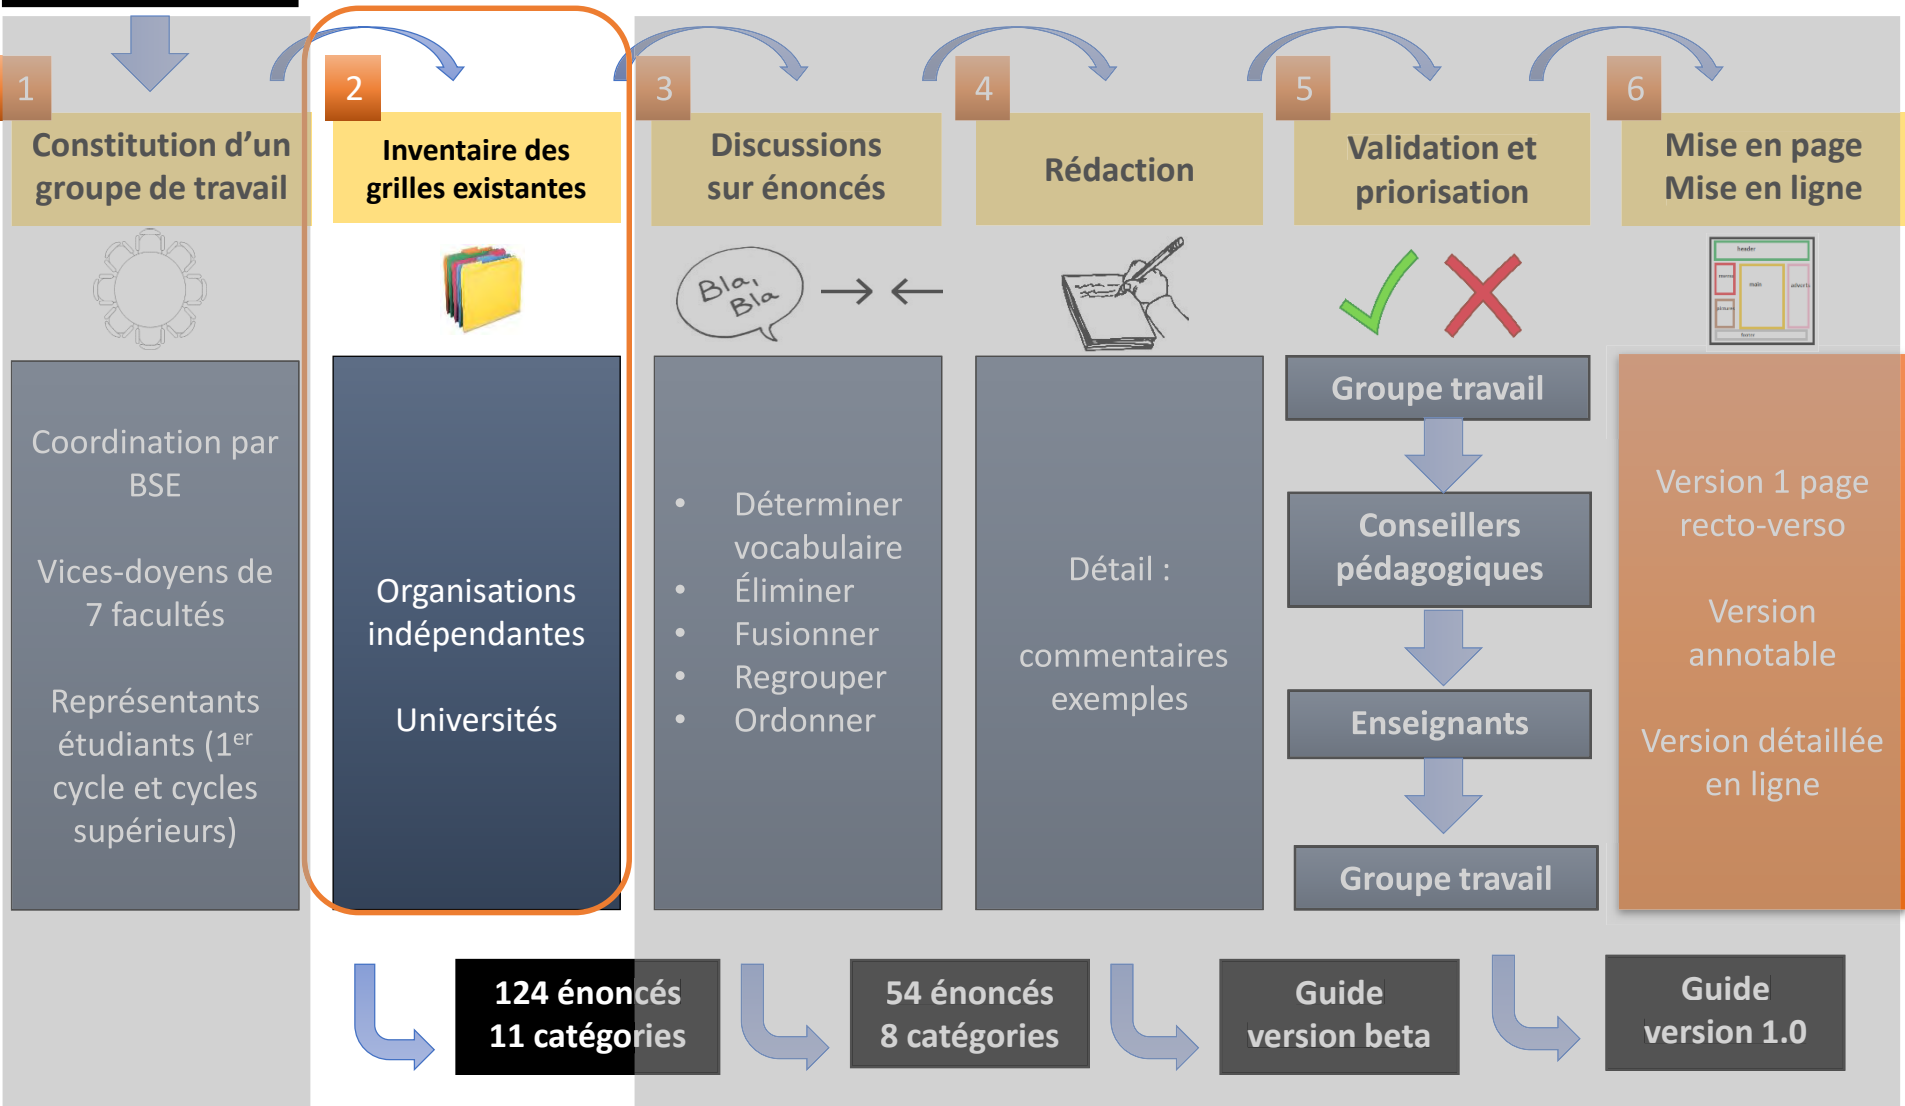 1
Constitution d’un
groupe de travail
Coordination par
BSE
Vices-doyens de
7 facultés
Représentants
étudiants (1er
cycle et cycles
supérieurs)
2
Inventaire des
grilles existantes
Organisations
indépendantes
Universités
124 énoncés
11 catégories
3
Discussions
sur énoncés
Bla,
Bla
• Déterminer
vocabulaire
• Éliminer
• Fusionner
• Regrouper
• Ordonner
54 énoncés
8 catégories
4
Rédaction
Détail :
commentaires
exemples
Guide
version beta
5
Validation et
priorisation
Groupe travail
Conseillers
pédagogiques
Enseignants
Groupe travail
6
Mise en page
Mise en ligne
header
main
Version 1 page
recto-verso
Version
annotable
Version détaillée
en ligne
Guide
version 1.0